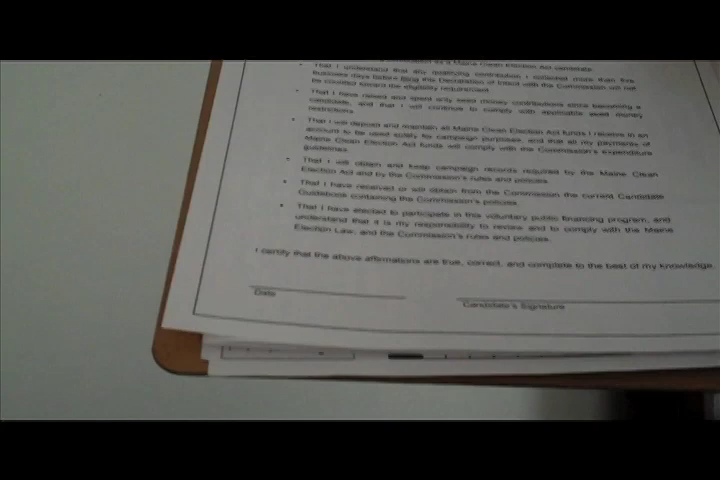 as a Maine Clean Election Act candidate.
• That I understand that any qualifying contribution I collected more than five
business days before filing this Declaration of Intent with the Commission will not
be counted toward the eligibility requirement.
• That I have raised and spent only seed money contributions since becoming a
candidate, and that I will continue to comply with applicable seed money
restrictions.
• That I will deposit and maintain all Maine Clean Election Act funds I receive in an
account to be used solely for campaign purposes, and that all my payments of
Maine Clean Election Act funds will comply with the Commission's expenditure
guidelines.
• That I will obtain and keep campaign records required by the Maine Clean
Election Act and by the Commission's rules and policies.
• That I have received or will obtain from the Commission the current Candidate
Guidebook containing the Commission's policies.
• That I have elected to participate in this voluntary public financing program, and
understand that it is my responsibility to review and to comply with the Maine
Election Law, and the Commission's rules and policies.
I certify that the above affirmations are true, correct, and complete to the best of my knowledge.
Date
Candidate's Signature